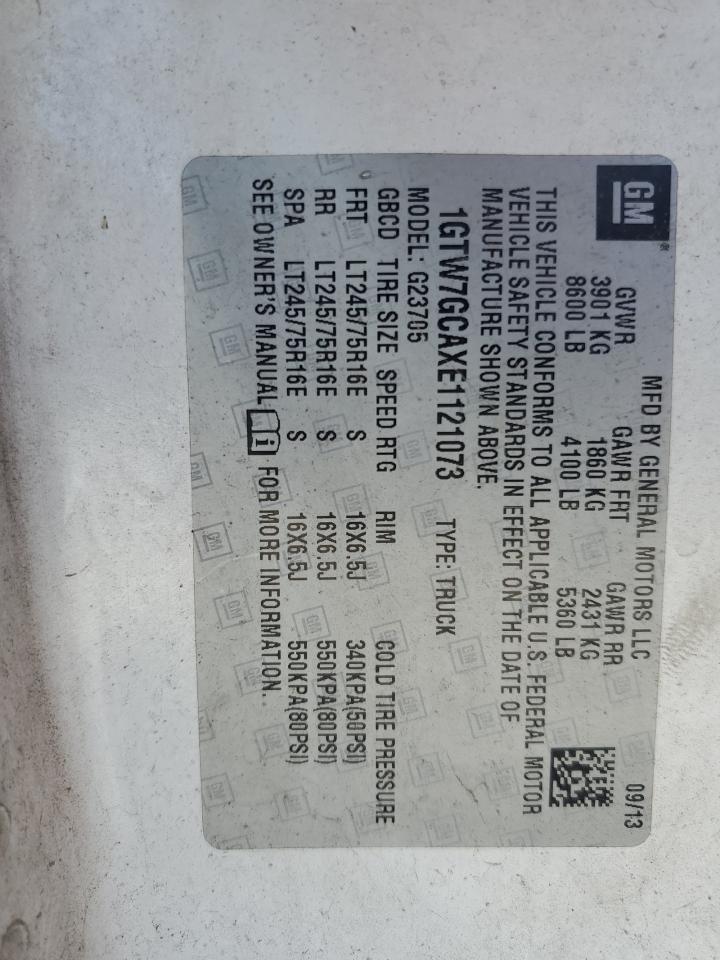 GM
MFD BY GENERAL MOTORS LLC 09/13
GVWR GAWR FRT GAWR RR
3901 KG 1860 KG 2431 KG
8600 LB 4100 LB 5360 LB
THIS VEHICLE CONFORMS TO ALL APPLICABLE U.S. FEDERAL MOTOR
VEHICLE SAFETY STANDARDS IN EFFECT ON THE DATE OF
MANUFACTURE SHOWN ABOVE.
1GTW7GCAXE1121073 TYPE: TRUCK
MODEL: G23705
GBCD TIRE SIZE SPEED RTG RIM COLD TIRE PRESSURE
FRT LT245/75R16E S 16X6.5J 340KPA(50PSI)
RR LT245/75R16E S 16X6.5J 550KPA(80PSI)
SPA LT245/75R16E S 16X6.5J 550KPA(80PSI)
SEE OWNER'S MANUAL i FOR MORE INFORMATION.